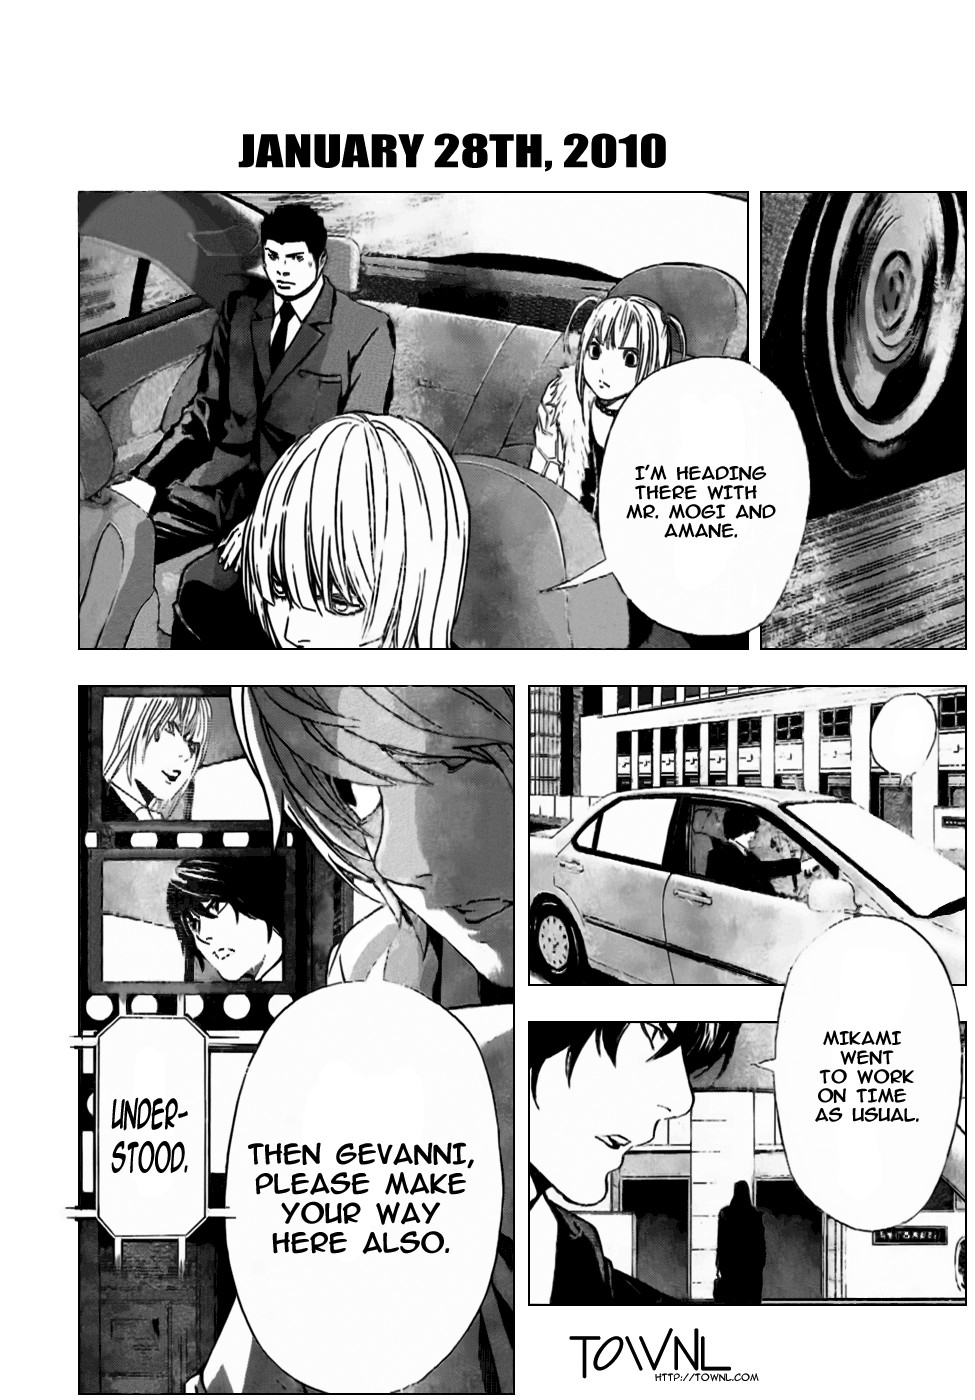 JANUARY 28TH, 2010
I'M HEADING
THERE WITH
MR. MOGI AND
AMANE.
MIKAMI
WENT
TO WORK
ON TIME
AS USUAL.
THEN GEVANNI,
PLEASE MAKE
YOUR WAY
HERE ALSO.
UNDER-
STOOD.
TOWNL
HTTP://TOWNL.COM